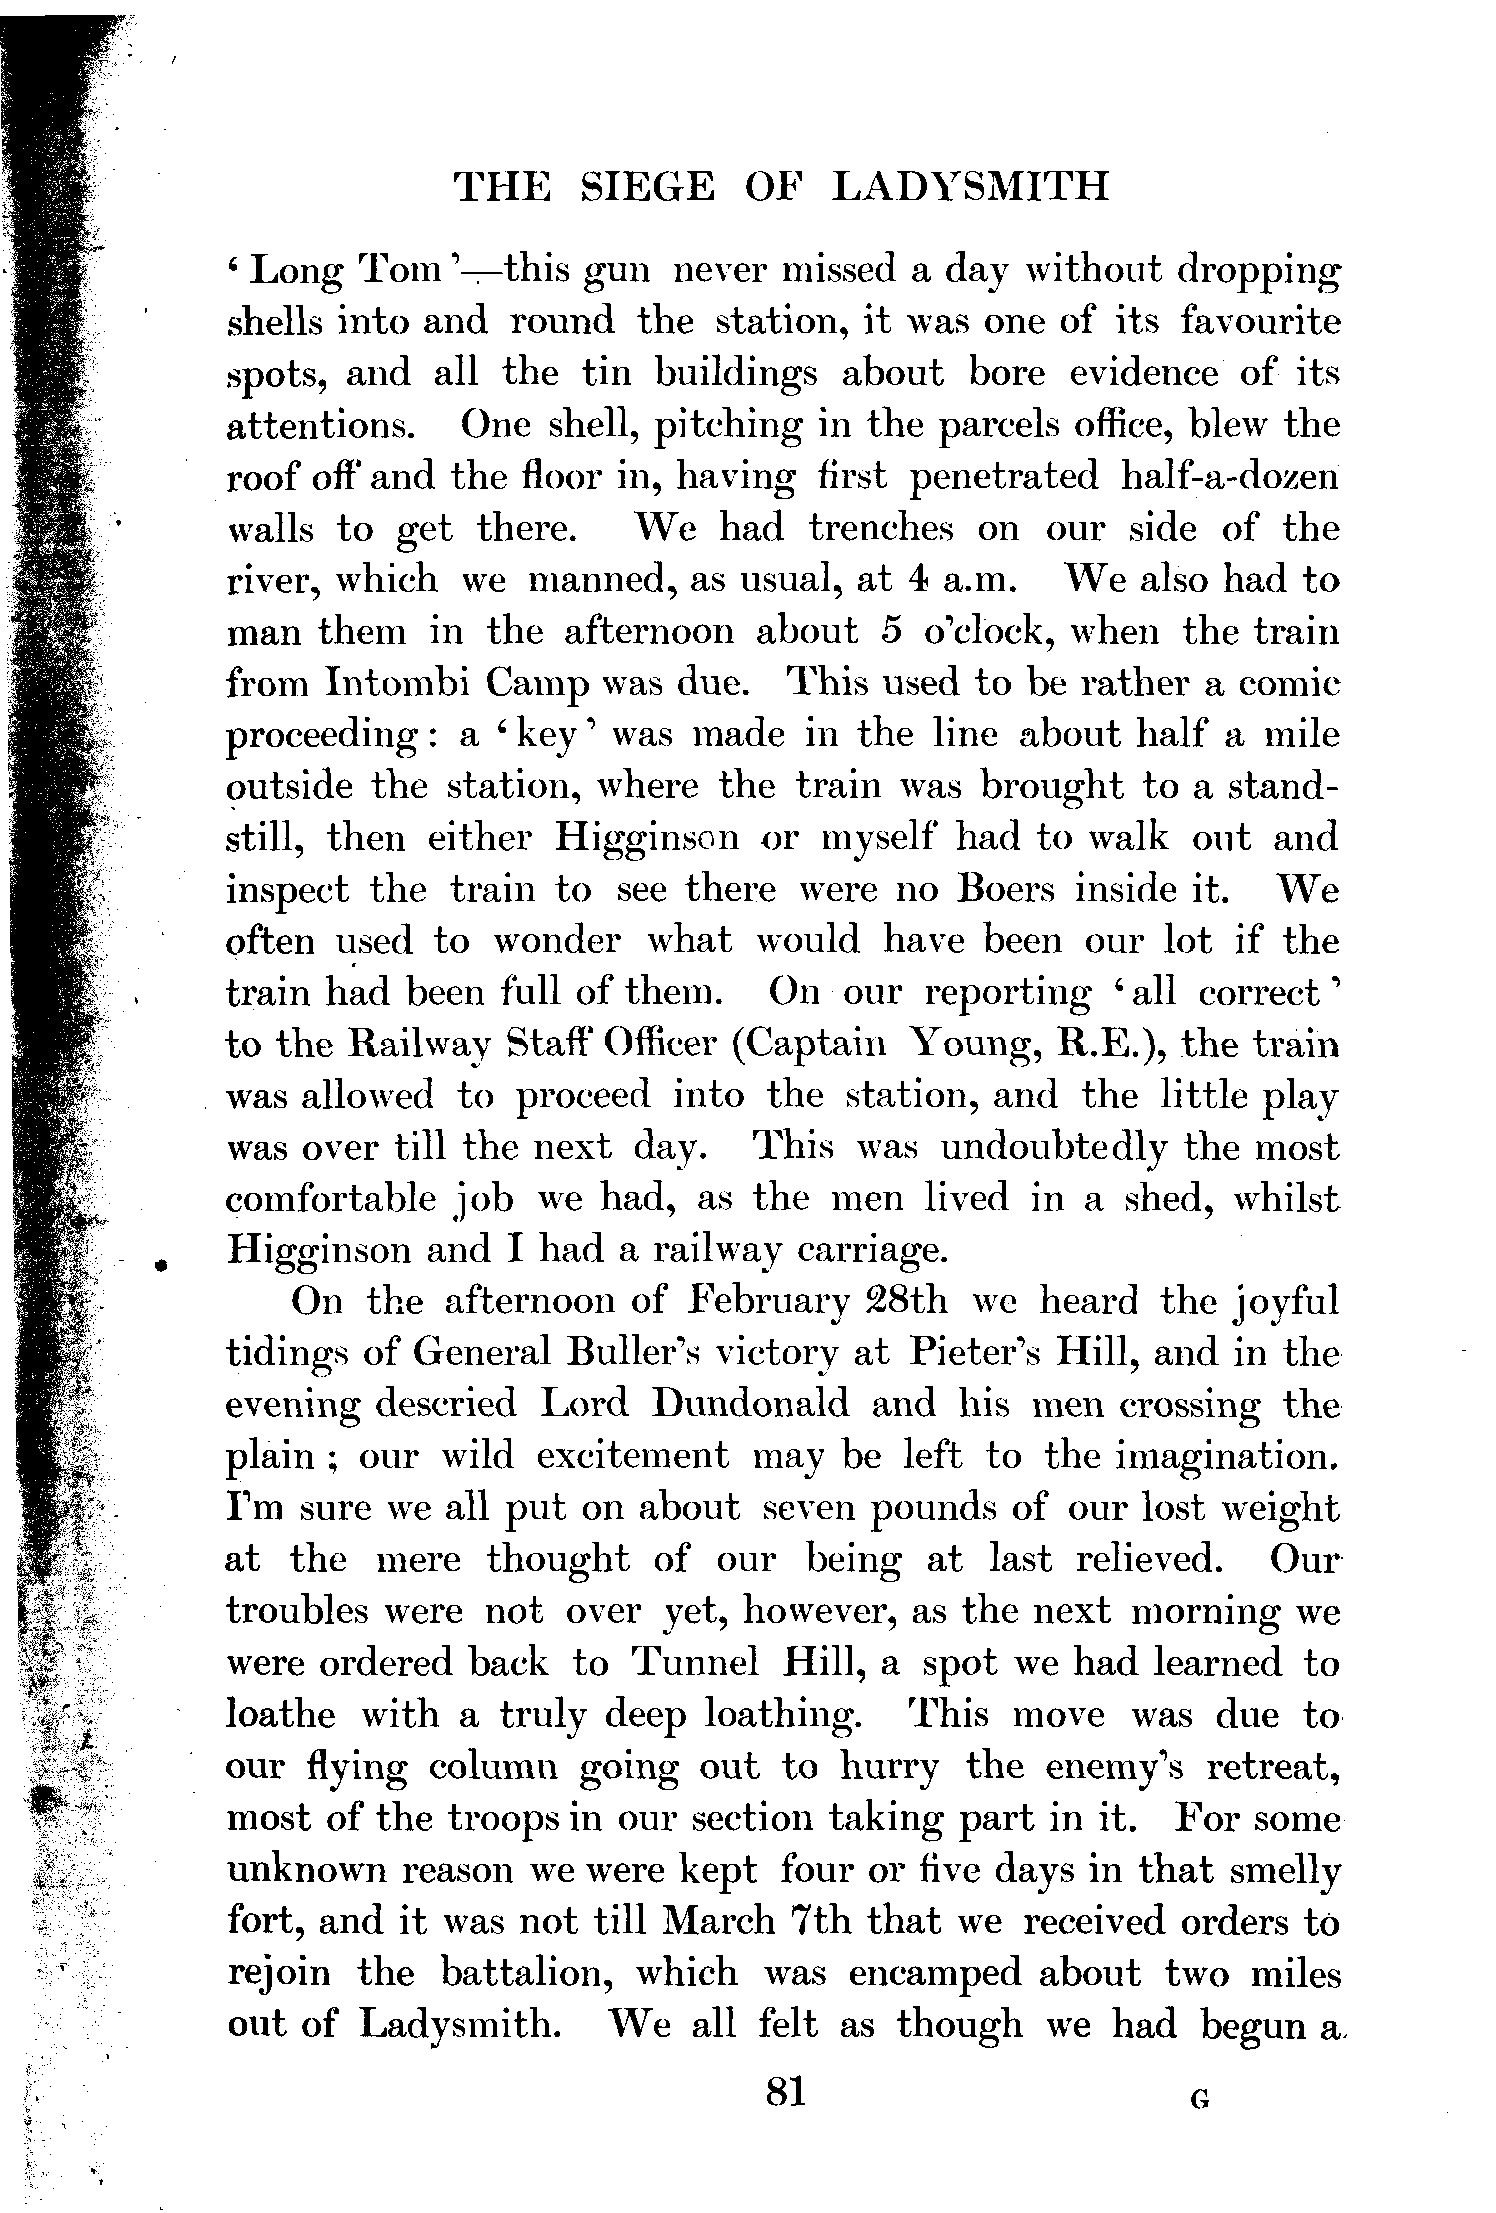 THE SIEGE OF LADYSMITH
‘Long Tom’—this gun never missed a day without dropping
shells into and round the station, it was one of its favourite
spots, and all the tin buildings about bore evidence of its
attentions. One shell, pitching in the parcels office, blew the
roof off and the floor in, having first penetrated half-a-dozen
walls to get there. We had trenches on our side of the
river, which we manned, as usual, at 4 a.m. We also had to
man them in the afternoon about 5 o’clock, when the train
from Intombi Camp was due. This used to be rather a comic
proceeding: a ‘key’ was made in the line about half a mile
outside the station, where the train was brought to a stand-
still, then either Higginson or myself had to walk out and
inspect the train to see there were no Boers inside it. We
often used to wonder what would have been our lot if the
train had been full of them. On our reporting ‘all correct’
to the Railway Staff Officer (Captain Young, R.E.), the train
was allowed to proceed into the station, and the little play
was over till the next day. This was undoubtedly the most
comfortable job we had, as the men lived in a shed, whilst
Higginson and I had a railway carriage.
On the afternoon of February 28th we heard the joyful
tidings of General Buller’s victory at Pieter’s Hill, and in the
evening descried Lord Dundonald and his men crossing the
plain; our wild excitement may be left to the imagination.
I’m sure we all put on about seven pounds of our lost weight
at the mere thought of our being at last relieved. Our
troubles were not over yet, however, as the next morning we
were ordered back to Tunnel Hill, a spot we had learned to
loathe with a truly deep loathing. This move was due to
our flying column going out to hurry the enemy’s retreat,
most of the troops in our section taking part in it. For some
unknown reason we were kept four or five days in that smelly
fort, and it was not till March 7th that we received orders to
rejoin the battalion, which was encamped about two miles
out of Ladysmith. We all felt as though we had begun a
81 G